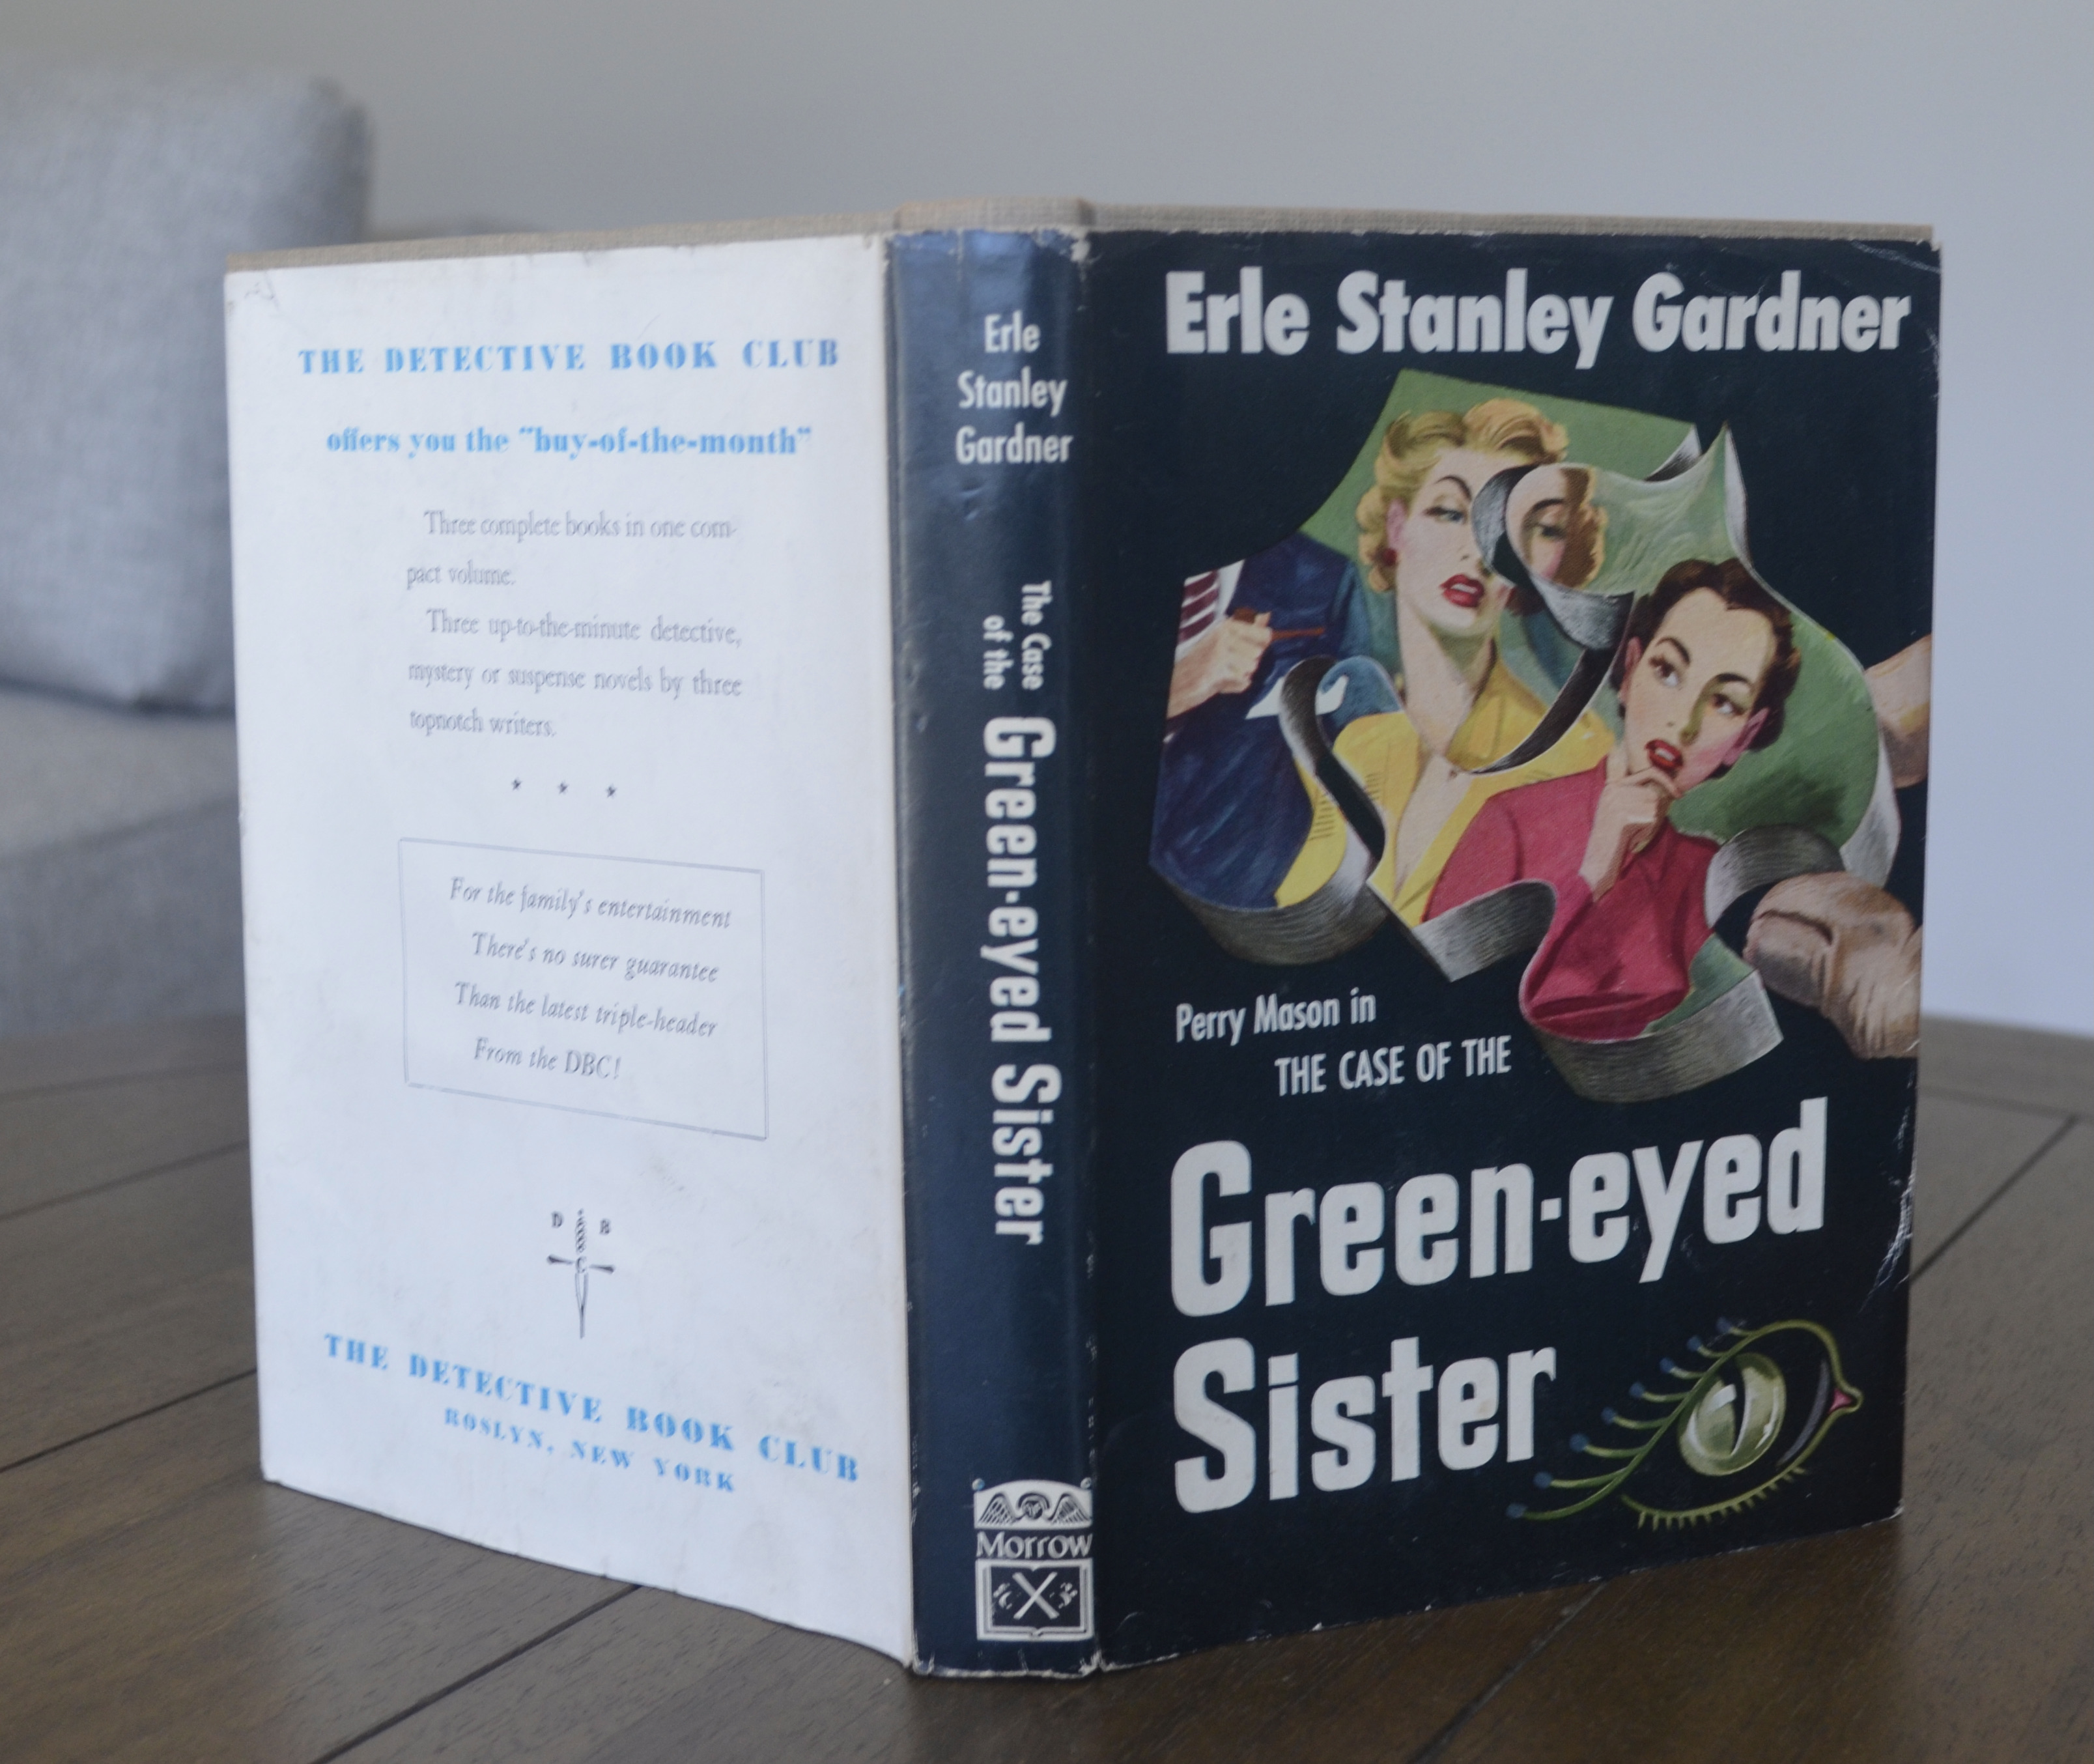 THE DETECTIVE BOOK CLUB
offers you the "buy-of-the-month"
Three complete books in one com-
pact volume.
Three up-to-the-minute detective,
mystery or suspense novels by three
topnotch writers.
* * *
For the family's entertainment
There's no surer guarantee
Than the latest triple-header
From the DBC!
D B
C
THE DETECTIVE BOOK CLUB
ROSLYN, NEW YORK
Erle
Stanley
Gardner
The Case
of the
Green-eyed Sister
Morrow
Erle Stanley Gardner
Perry Mason in
THE CASE OF THE
Green-eyed
Sister